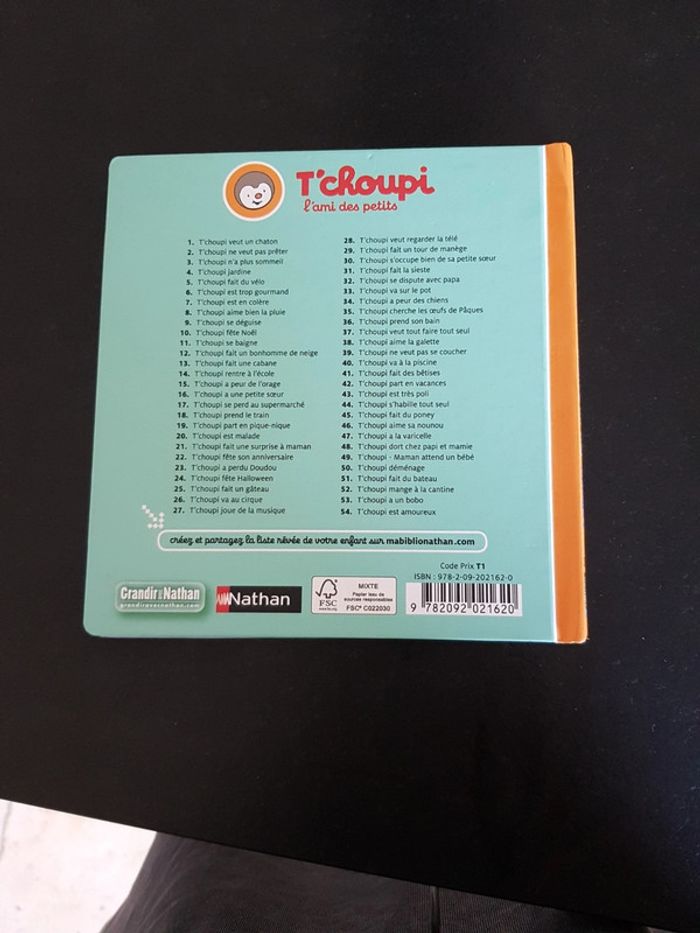 T'choupi
l'ami des petits
1. T'choupi veut un chaton
2. T'choupi ne veut pas prêter
3. T'choupi n'a plus sommeil
4. T'choupi jardine
5. T'choupi fait du vélo
6. T'choupi est trop gourmand
7. T'choupi est en colère
8. T'choupi aime bien la pluie
9. T'choupi se déguise
10. T'choupi fête Noël
11. T'choupi se baigne
12. T'choupi fait un bonhomme de neige
13. T'choupi fait une cabane
14. T'choupi rentre à l'école
15. T'choupi a peur de l'orage
16. T'choupi a une petite sœur
17. T'choupi se perd au supermarché
18. T'choupi prend le train
19. T'choupi part en pique-nique
20. T'choupi est malade
21. T'choupi fait une surprise à maman
22. T'choupi fête son anniversaire
23. T'choupi a perdu Doudou
24. T'choupi fête Halloween
25. T'choupi fait un gâteau
26. T'choupi va au cirque
27. T'choupi joue de la musique
28. T'choupi veut regarder la télé
29. T'choupi fait un tour de manège
30. T'choupi s'occupe bien de sa petite sœur
31. T'choupi fait la sieste
32. T'choupi se dispute avec papa
33. T'choupi va sur le pot
34. T'choupi a peur des chiens
35. T'choupi cherche les œufs de Pâques
36. T'choupi prend son bain
37. T'choupi veut tout faire tout seul
38. T'choupi aime la galette
39. T'choupi ne veut pas se coucher
40. T'choupi va à la piscine
41. T'choupi fait des bêtises
42. T'choupi part en vacances
43. T'choupi est très poli
44. T'choupi s'habille tout seul
45. T'choupi fait du poney
46. T'choupi aime sa nounou
47. T'choupi a la varicelle
48. T'choupi dort chez papi et mamie
49. T'choupi - Maman attend un bébé
50. T'choupi déménage
51. T'choupi fait du bateau
52. T'choupi mange à la cantine
53. T'choupi a un bobo
54. T'choupi est amoureux
créez et partagez la liste rêvée de votre enfant sur mabiblionathan.com
Code Prix T1
ISBN : 978-2-09-202162-0
Grandir avec Nathan
grandiravecnathan.com
Nathan
FSC
www.fsc.org
MIXTE
Papier issu de
sources responsables
FSC® C022030
9 782092 021620